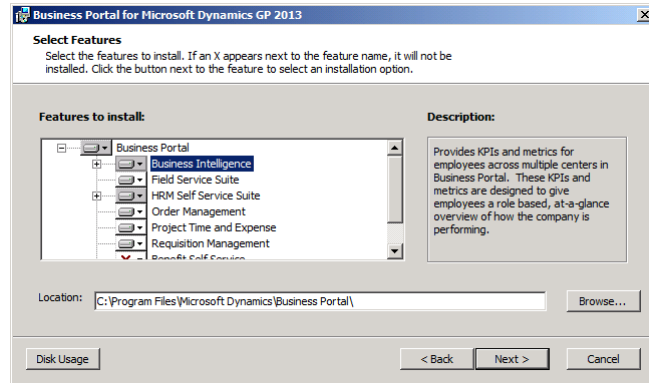 Business Portal for Microsoft Dynamics GP 2013
Select Features
Select the features to install. If an X appears next to the feature name, it will not be
installed. Click the button next to the feature to select an installation option.
Features to install:
Business Portal
Business Intelligence
Field Service Suite
HRM Self Service Suite
Order Management
Project Time and Expense
Requisition Management
Benefit Self Service
Description:
Provides KPIs and metrics for
employees across multiple centers in
Business Portal.  These KPIs and
metrics are designed to give
employees a role based, at-a-glance
overview of how the company is
performing.
Location:
C:\Program Files\Microsoft Dynamics\Business Portal\
Browse...
Disk Usage
< Back
Next >
Cancel